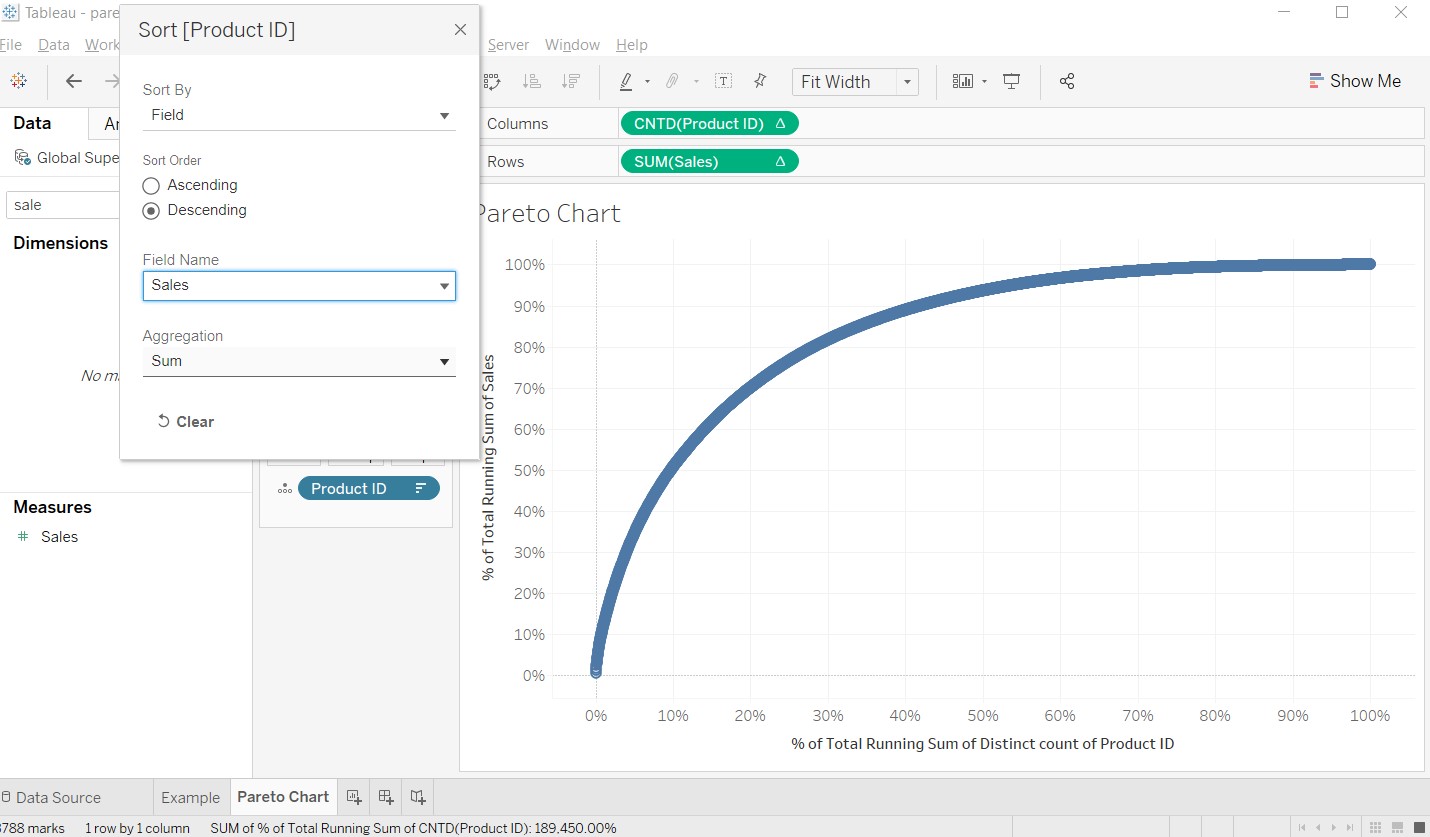 Tableau - pare
Sort [Product ID]
File Data Work
Server Window Help
Fit Width
Show Me
Sort By
Field
Data
An
Columns
CNTD(Product ID) Δ
Global Supe
Sort Order
Rows
SUM(Sales) Δ
Ascending
sale
Descending
Pareto Chart
Dimensions
Field Name
Sales
Aggregation
Sum
No m
Clear
Product ID
Measures
# Sales
% of Total Running Sum of Sales
100%
90%
80%
70%
60%
50%
40%
30%
20%
10%
0%
0% 10% 20% 30% 40% 50% 60% 70% 80% 90% 100%
% of Total Running Sum of Distinct count of Product ID
Data Source Example Pareto Chart
3788 marks 1 row by 1 column SUM of % of Total Running Sum of CNTD(Product ID): 189,450.00%